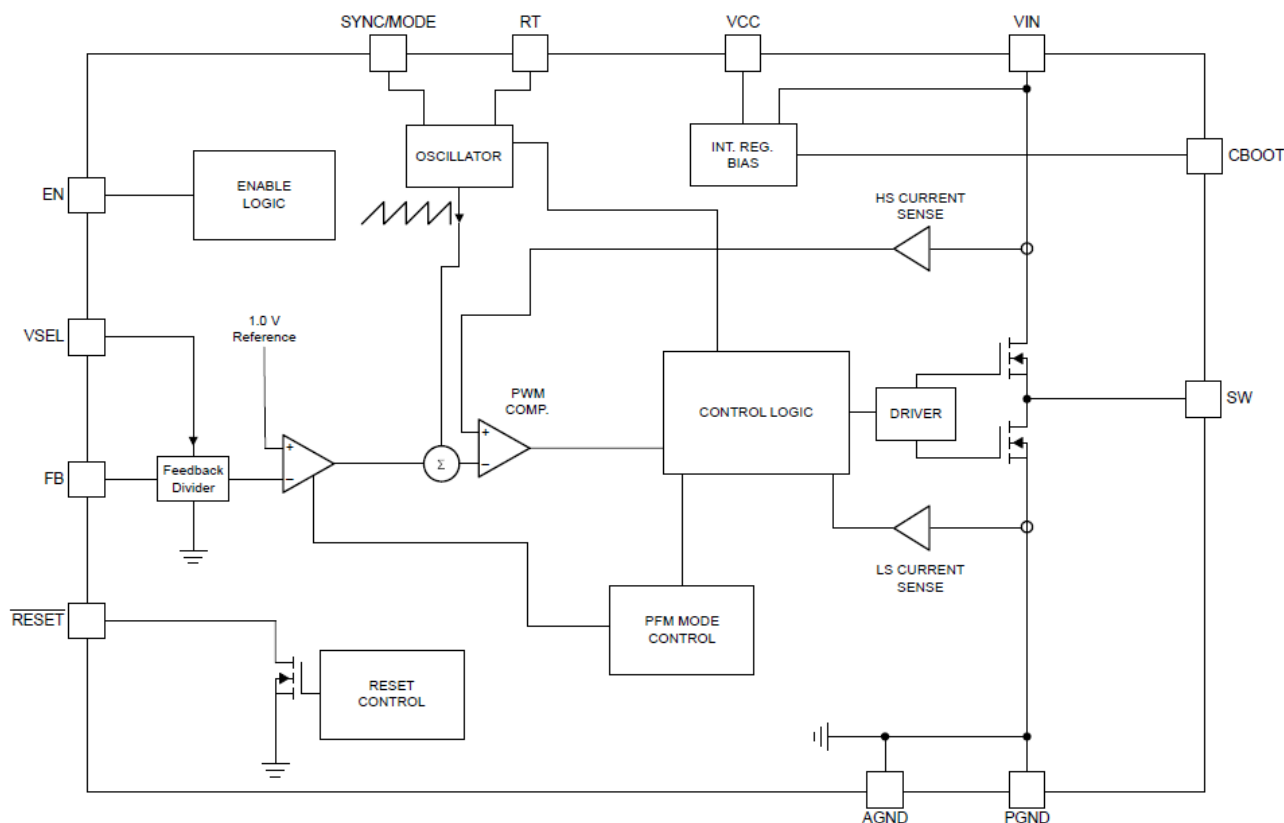 SYNC/MODE
RT
VCC
VIN
OSCILLATOR
INT. REG.
BIAS
CBOOT
EN
ENABLE
LOGIC
HS CURRENT
SENSE
VSEL
1.0 V
Reference
PWM
COMP.
CONTROL LOGIC
DRIVER
SW
+
+
Σ
−
FB
Feedback
Divider
−
LS CURRENT
SENSE
RESET
PFM MODE
CONTROL
RESET
CONTROL
AGND
PGND